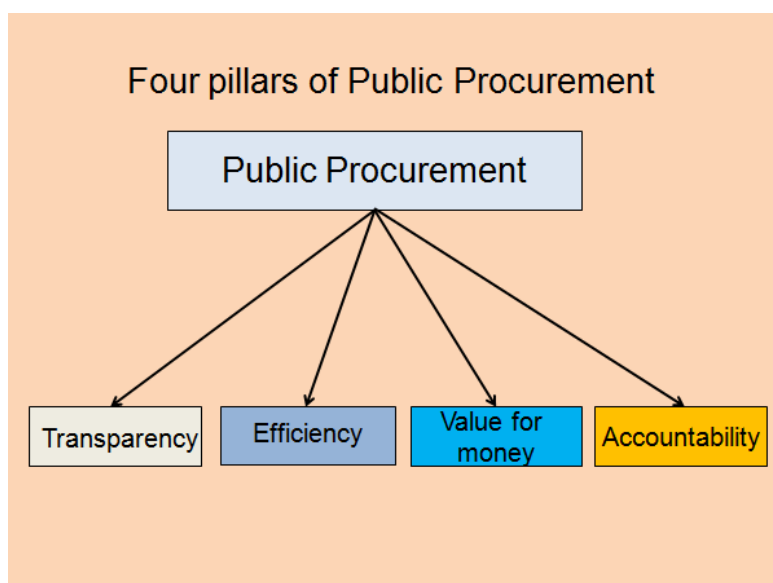 Four pillars of Public Procurement
Public Procurement
Transparency
Efficiency
Value for
money
Accountability